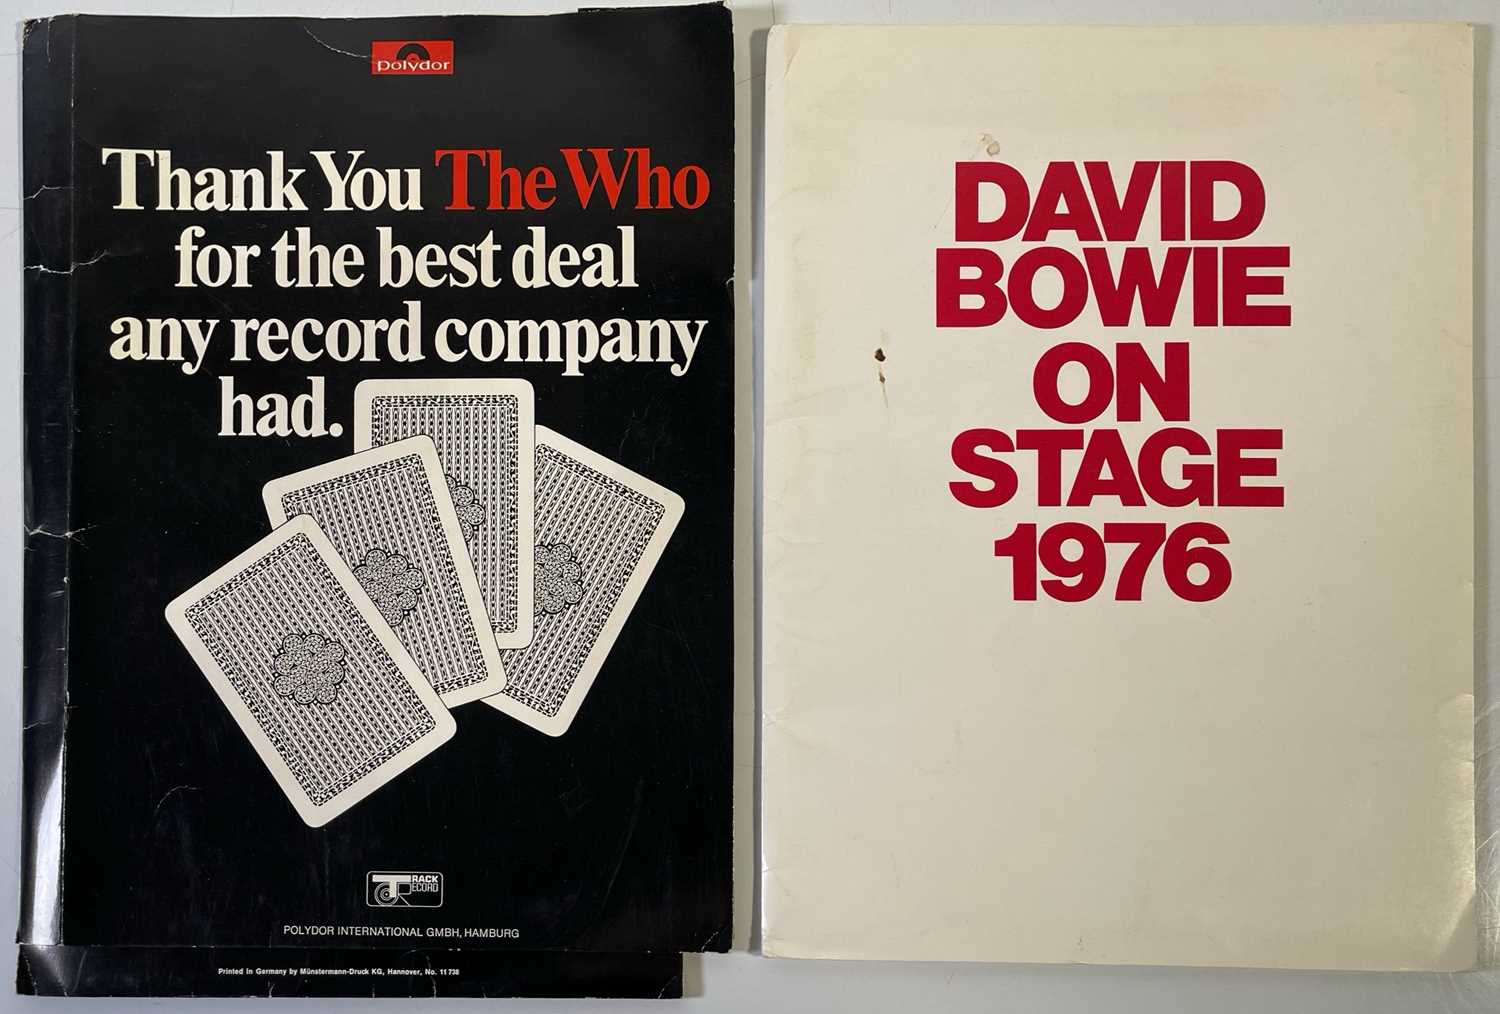 polydor
Thank You The Who
for the best deal
any record company
had.
TRACK
RECORD
POLYDOR INTERNATIONAL GMBH, HAMBURG
Printed in Germany by Münstermann-Druck KG, Hannover, No. 11 738
DAVID
BOWIE
ON
STAGE
1976